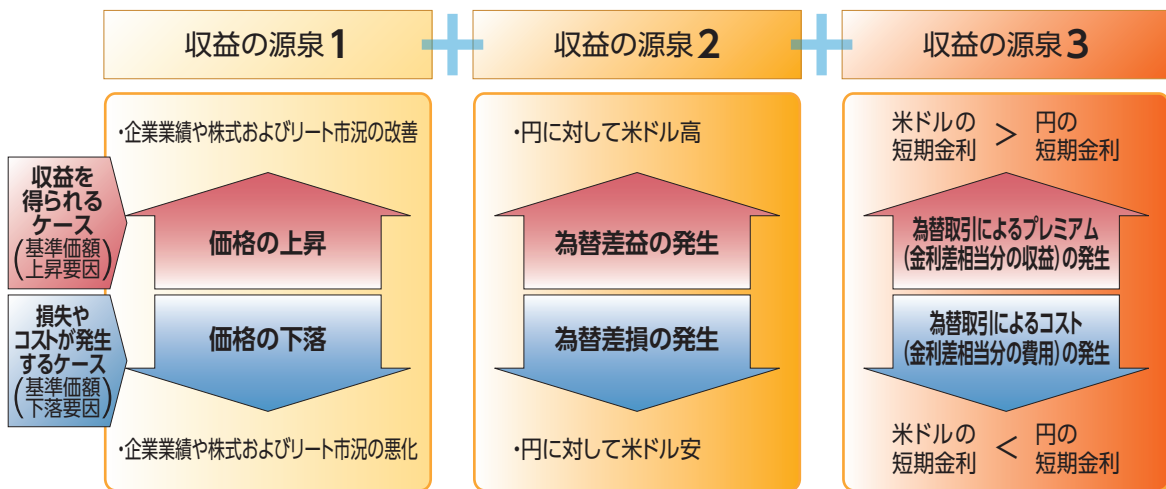 収益の源泉1
+
収益の源泉2
+
収益の源泉3
収益を
得られる
ケース
(基準価額
上昇要因)
損失や
コストが発生
するケース
(基準価額
下落要因)
・企業業績や株式およびリート市況の改善
価格の上昇
価格の下落
・企業業績や株式およびリート市況の悪化
・円に対して米ドル高
為替差益の発生
為替差損の発生
・円に対して米ドル安
米ドルの
短期金利
>
円の
短期金利
為替取引によるプレミアム
(金利差相当分の収益)の発生
為替取引によるコスト
(金利差相当分の費用)の発生
米ドルの
短期金利
<
円の
短期金利